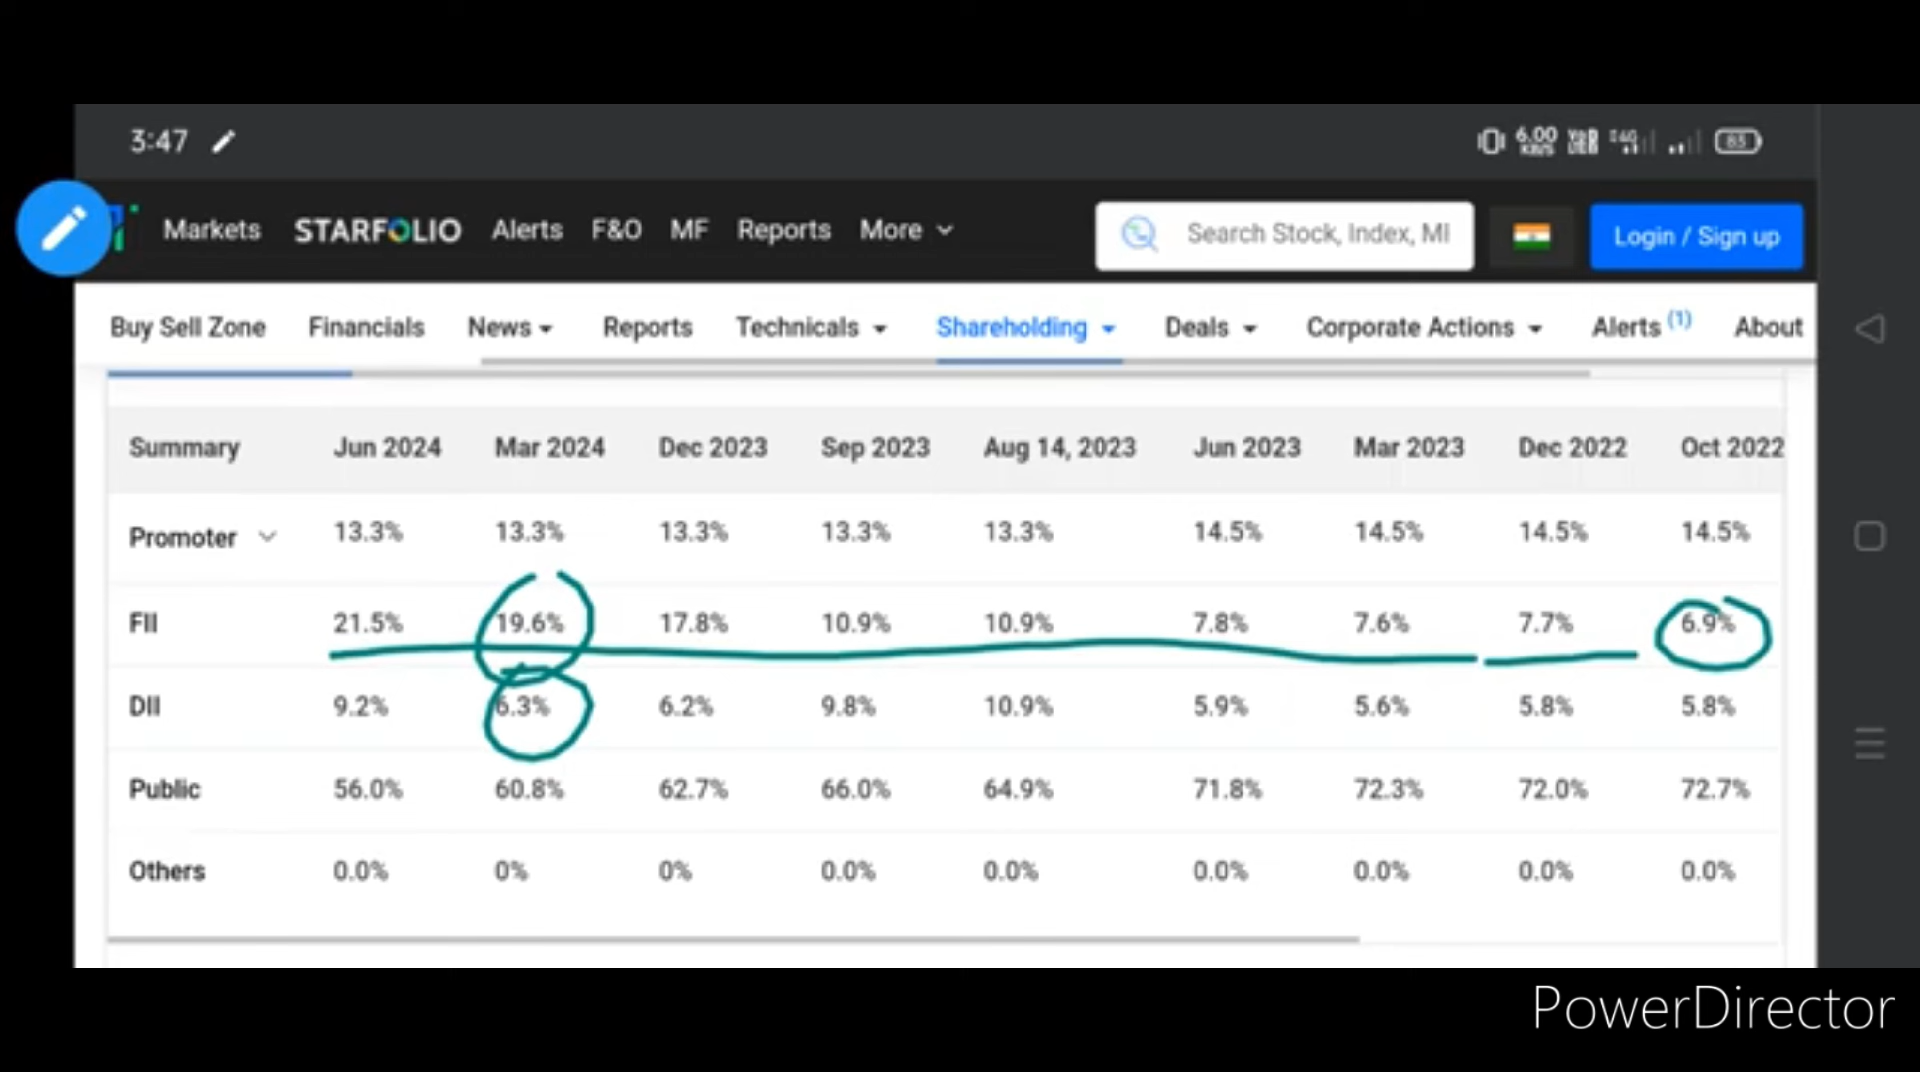 3:47 6.00 KB/S 4G 83
Markets STARFOLIO Alerts F&O MF Reports More Search Stock, Index, MI Login / Sign up
Buy Sell Zone Financials News Reports Technicals Shareholding Deals Corporate Actions Alerts (1) About
Summary Jun 2024 Mar 2024 Dec 2023 Sep 2023 Aug 14, 2023 Jun 2023 Mar 2023 Dec 2022 Oct 2022
Promoter 13.3% 13.3% 13.3% 13.3% 13.3% 14.5% 14.5% 14.5% 14.5%
FII 21.5% 19.6% 17.8% 10.9% 10.9% 7.8% 7.6% 7.7% 6.9%
DII 9.2% 6.3% 6.2% 9.8% 10.9% 5.9% 5.6% 5.8% 5.8%
Public 56.0% 60.8% 62.7% 66.0% 64.9% 71.8% 72.3% 72.0% 72.7%
Others 0.0% 0% 0% 0.0% 0.0% 0.0% 0.0% 0.0% 0.0%
PowerDirector